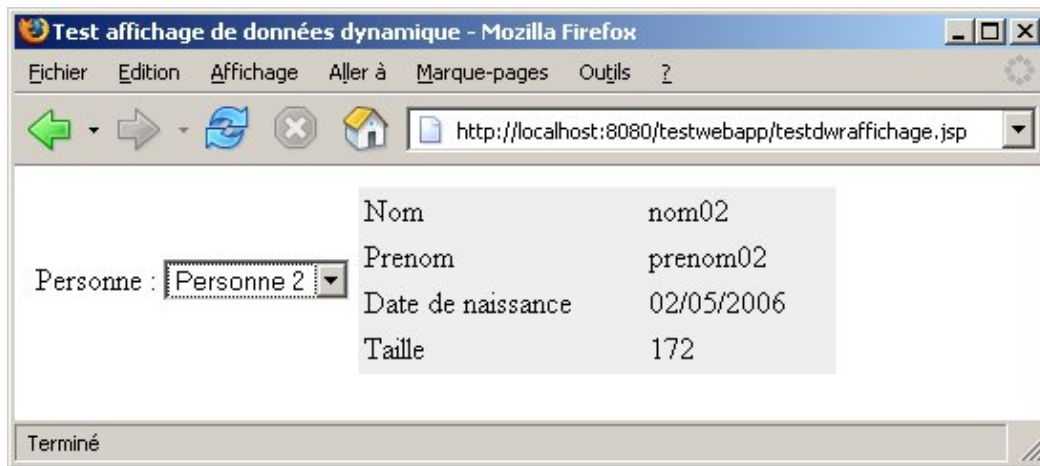 Test affichage de données dynamique - Mozilla Firefox
Fichier Edition Affichage Aller à Marque-pages Outils ?
http://localhost:8080/testwebapp/testdwraffichage.jsp
Personne : Personne 2
Nom nom02
Prenom prenom02
Date de naissance 02/05/2006
Taille 172
Terminé